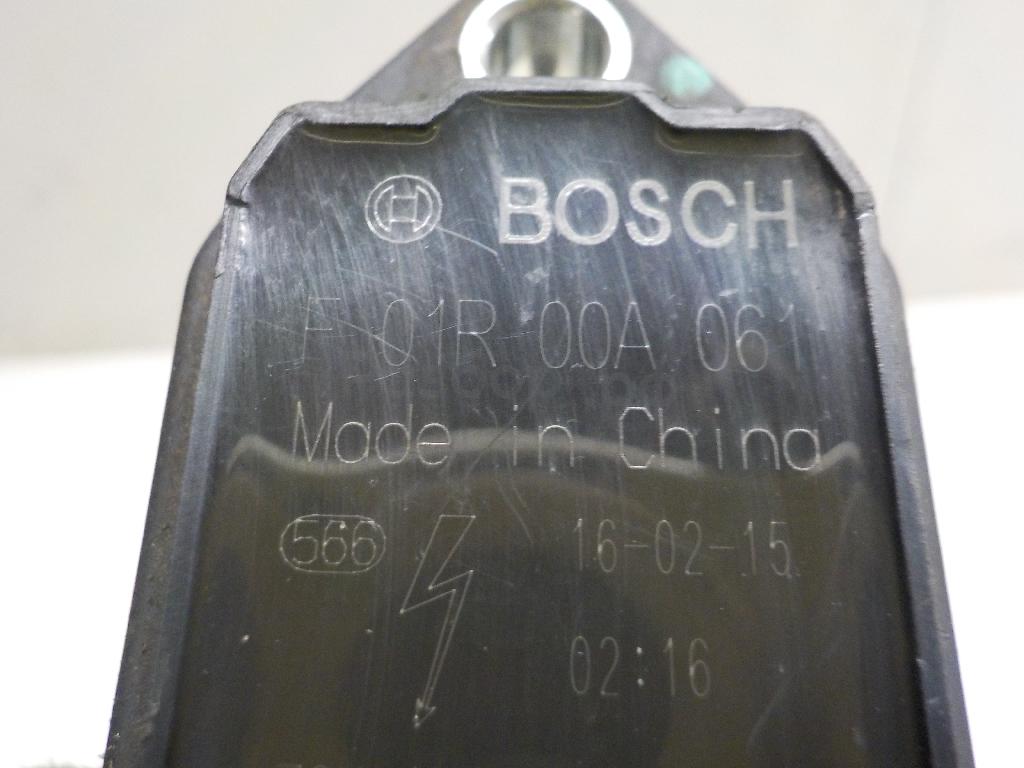 BOSCH
F 01R 00A 061
Made in China
566 16-02-15
02:16